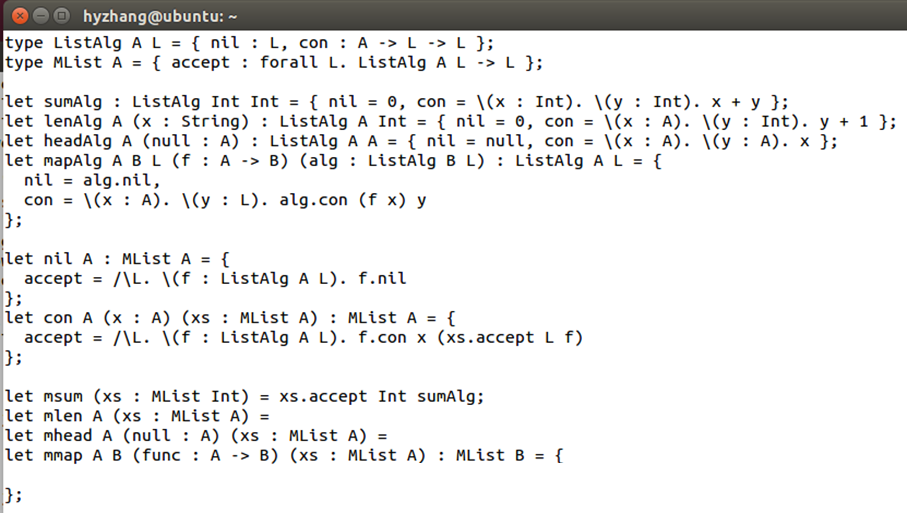 hyzhang@ubuntu: ~
type ListAlg A L = { nil : L, con : A -> L -> L };
type MList A = { accept : forall L. ListAlg A L -> L };
let sumAlg : ListAlg Int Int = { nil = 0, con = \(x : Int). \(y : Int). x + y };
let lenAlg A (x : String) : ListAlg A Int = { nil = 0, con = \(x : A). \(y : Int). y + 1 };
let headAlg A (null : A) : ListAlg A A = { nil = null, con = \(x : A). \(y : A). x };
let mapAlg A B L (f : A -> B) (alg : ListAlg B L) : ListAlg A L = {
  nil = alg.nil,
  con = \(x : A). \(y : L). alg.con (f x) y
};
let nil A : MList A = {
  accept = /\L. \(f : ListAlg A L). f.nil
};
let con A (x : A) (xs : MList A) : MList A = {
  accept = /\L. \(f : ListAlg A L). f.con x (xs.accept L f)
};
let msum (xs : MList Int) = xs.accept Int sumAlg;
let mlen A (xs : MList A) =
let mhead A (null : A) (xs : MList A) =
let mmap A B (func : A -> B) (xs : MList A) : MList B = {
};